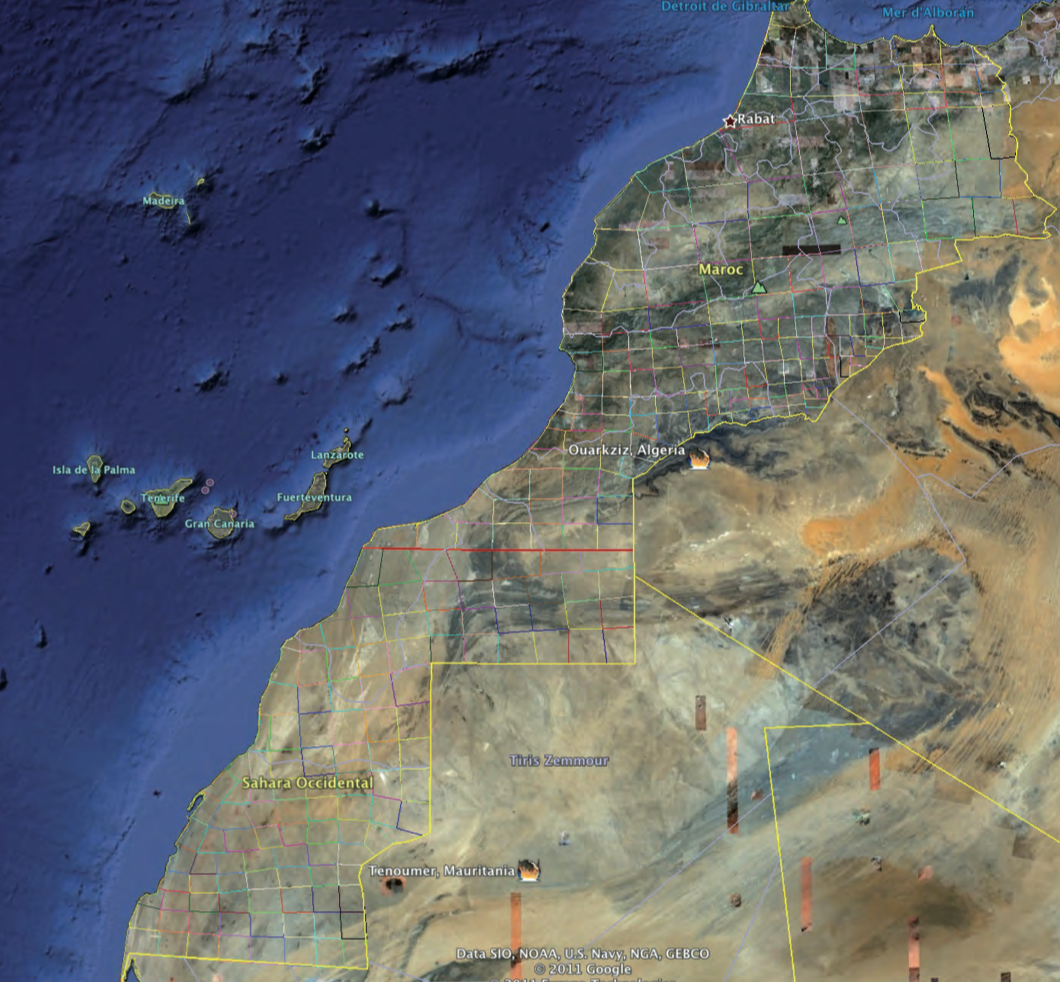 Détroit de Gibraltar
Mer d'Alboran
Rabat
Madeira
Maroc
Ouarkziz, Algeria
Lanzarote
Isla de la Palma
Tenerife
Fuerteventura
Gran Canaria
Tiris Zemmour
Sahara Occidental
Tenoumer, Mauritania
Data SIO, NOAA, U.S. Navy, NGA, GEBCO
© 2011 Google